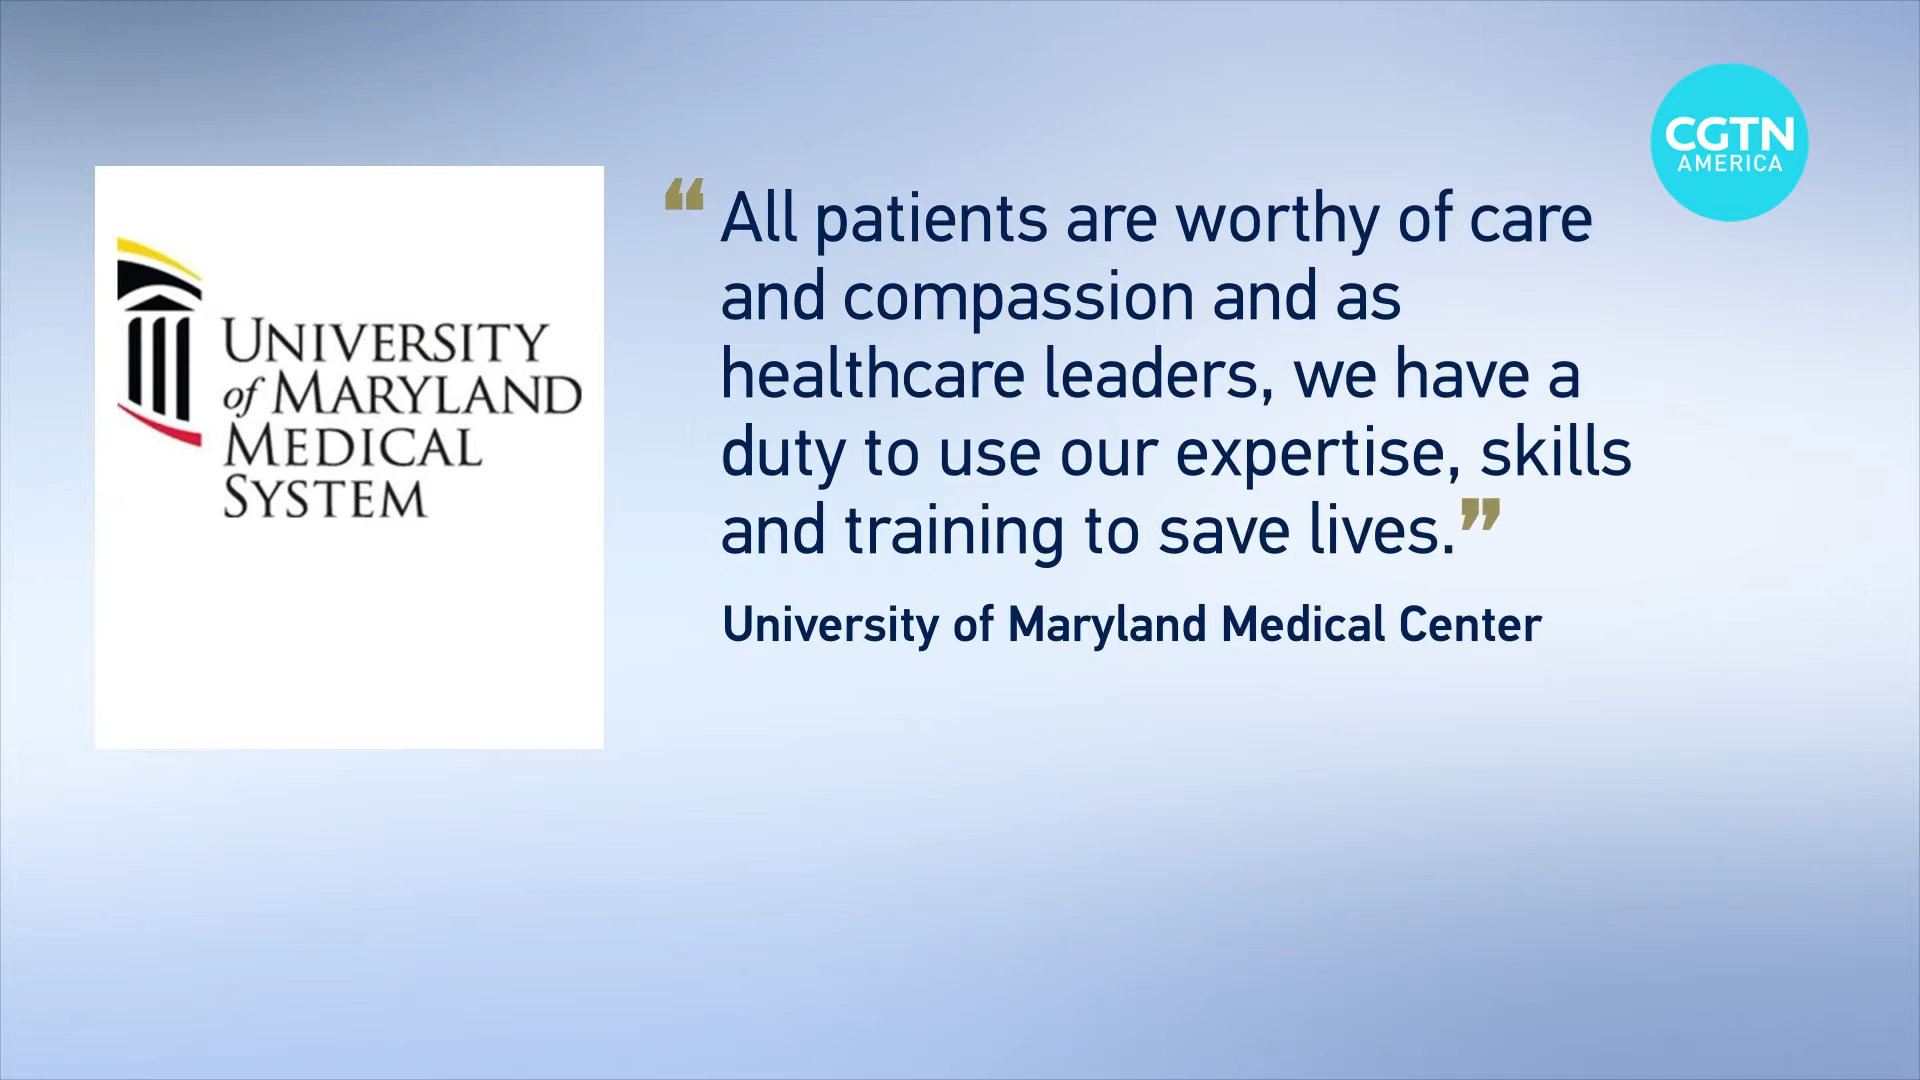 CGTN
AMERICA
UNIVERSITY
of MARYLAND
MEDICAL
SYSTEM
“ All patients are worthy of care
and compassion and as
healthcare leaders, we have a
duty to use our expertise, skills
and training to save lives.”
University of Maryland Medical Center